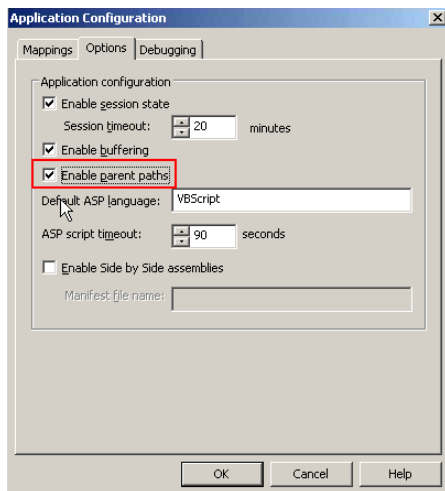 Application Configuration
Mappings Options Debugging
Application configuration
Enable session state
Session timeout: 20 minutes
Enable buffering
Enable parent paths
Default ASP language: VBScript
ASP script timeout: 90 seconds
Enable Side by Side assemblies
Manifest file name:
OK Cancel Help